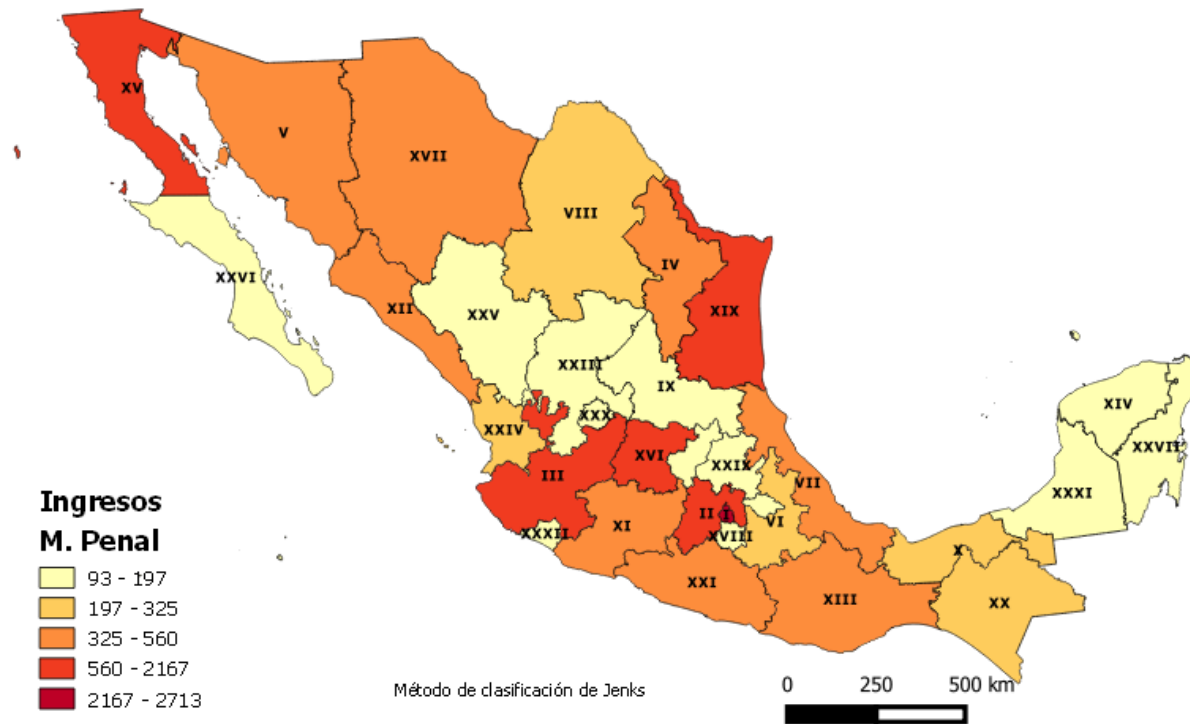 XV
V
XVII
VIII
IV
XXVI
XII
XXV
XIX
XXIII
IX
XXX
XXIV
XIV
XXVII
III
XVI
XXIX
VII
XXXI
XXXII
XI
II
I
VI
XVIII
X
XXI
XIII
XX
Ingresos
M. Penal
93 - 197
197 - 325
325 - 560
560 - 2167
2167 - 2713
Método de clasificación de Jenks
0 250 500 km